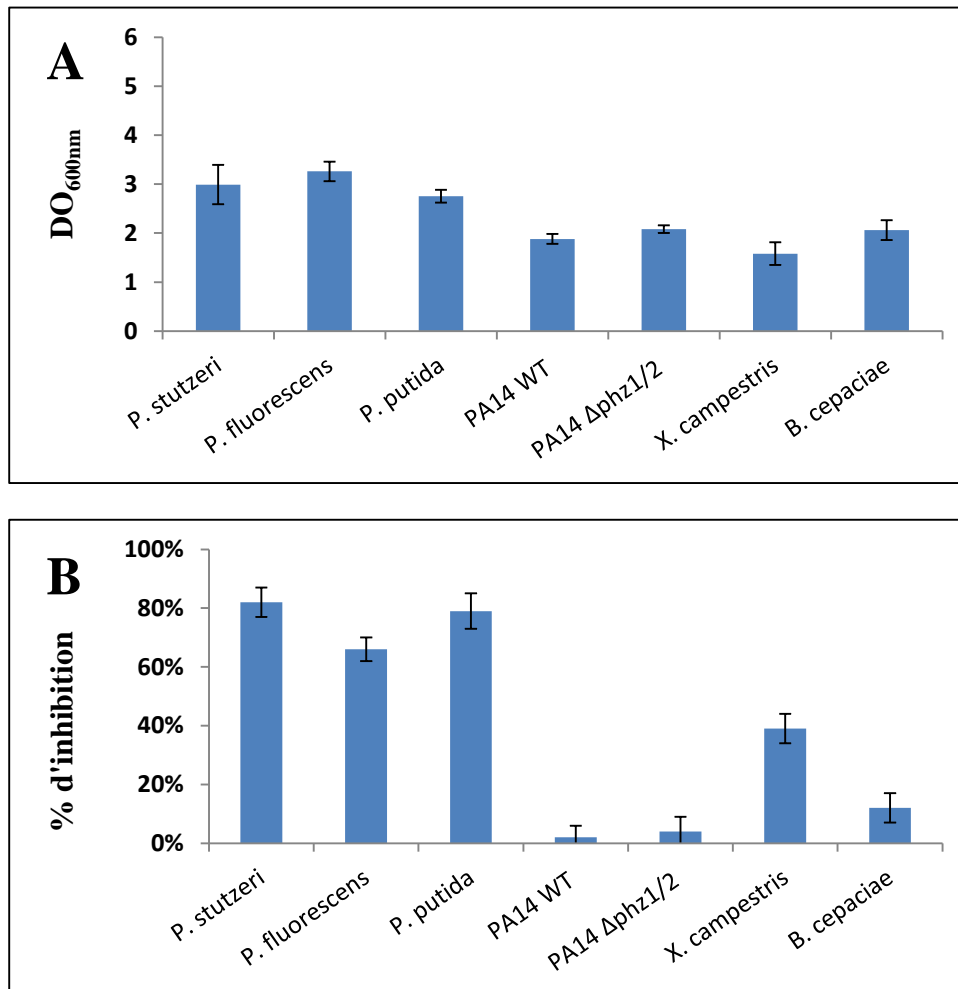 A
DO600nm
6
5
4
3
2
1
0
P. stutzeri
P. fluorescens
P. putida
PA14 WT
PA14 Δphz1/2
X. campestris
B. cepaciae
B
% d'inhibition
100%
80%
60%
40%
20%
0%
P. stutzeri
P. fluorescens
P. putida
PA14 WT
PA14 Δphz1/2
X. campestris
B. cepaciae